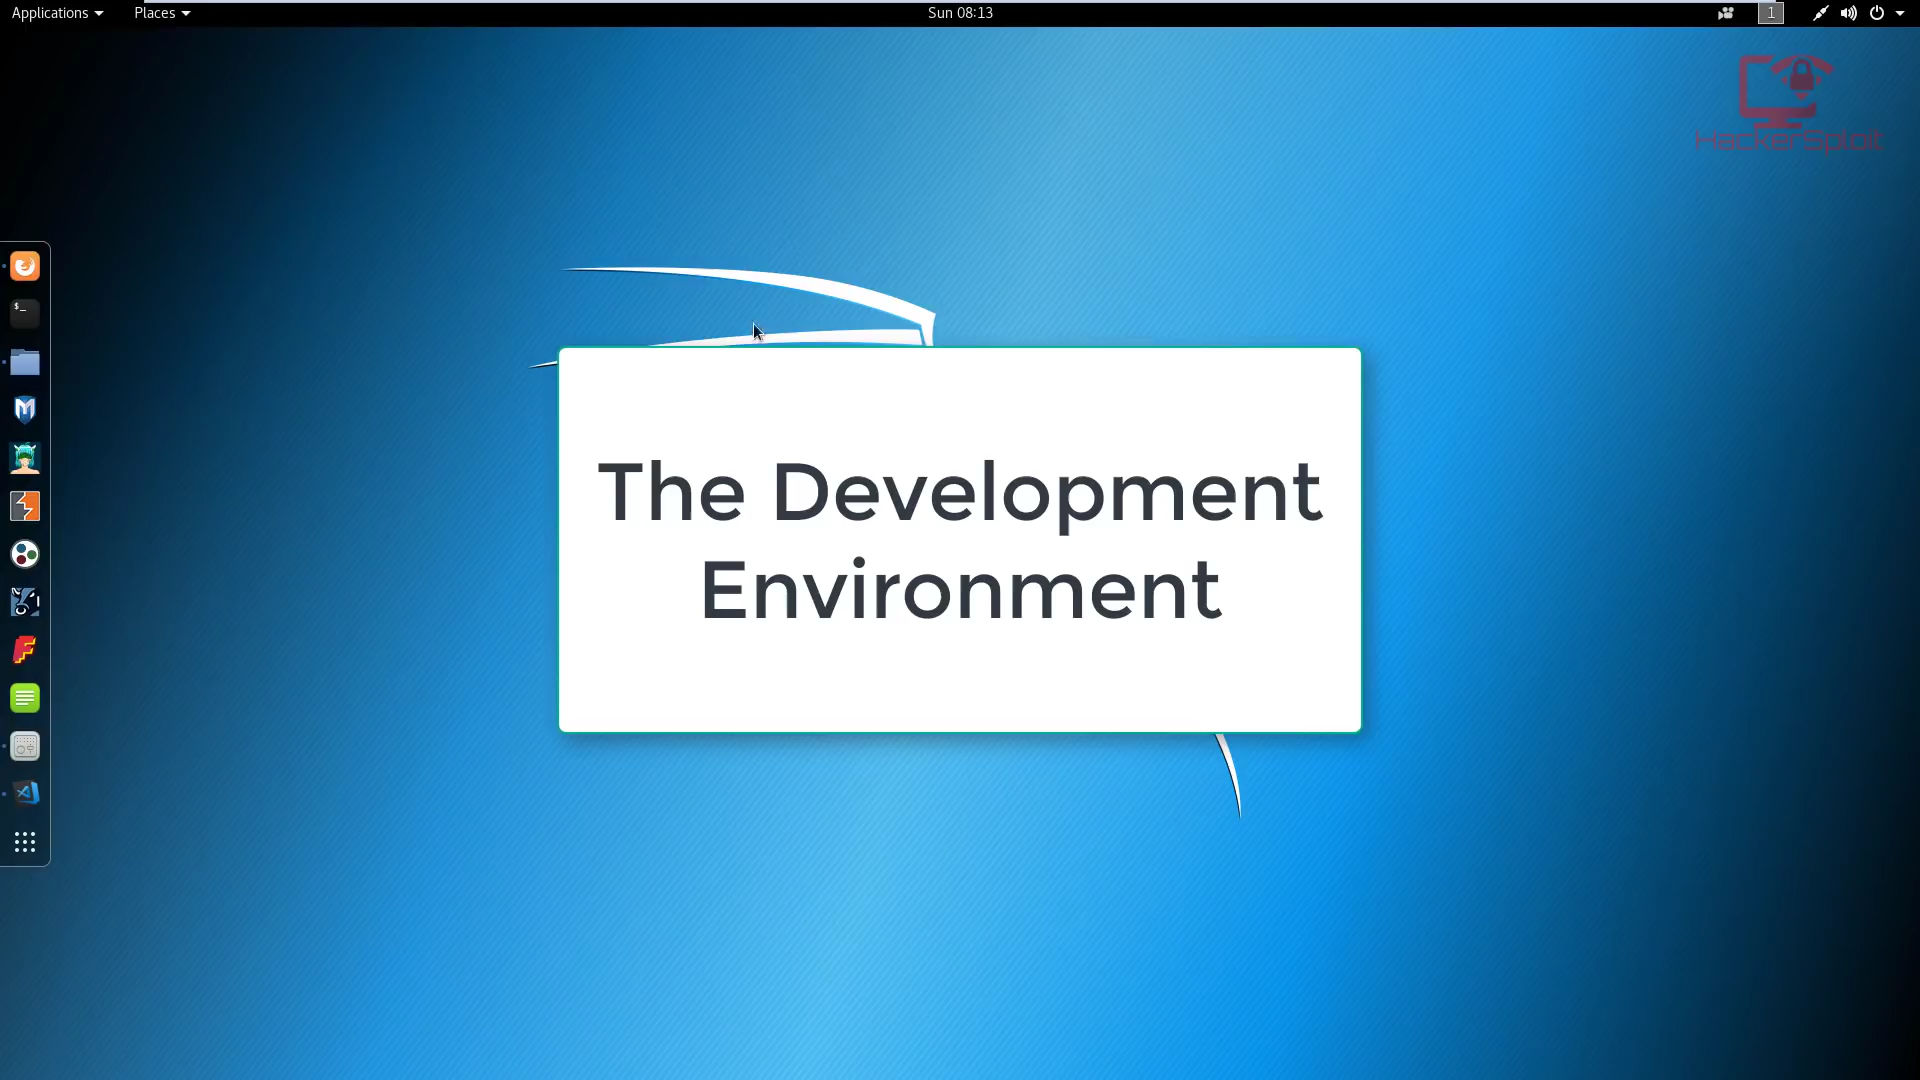 Applications
Places
Sun 08:13
1
HackerSploit
$_
The Development
Environment